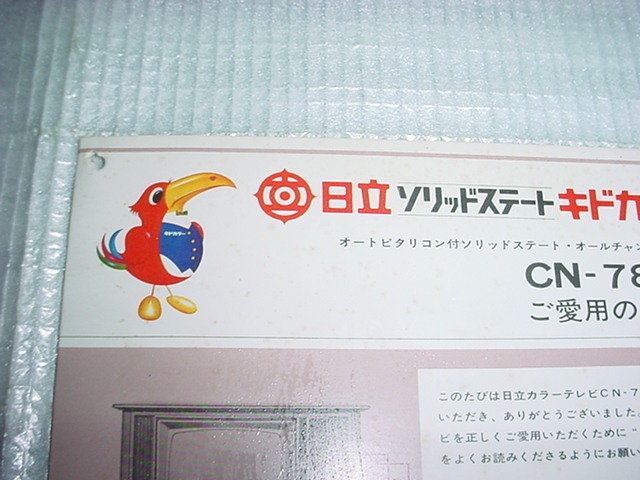 日立ソリッドステートキドカ
キドカラー
オートピタリコン付ソリッドステート・オールチャン
CN-78
ご愛用の
このたびは日立カラーテレビCN-7
いただき、ありがとうございました。
ビを正しくご愛用いただくために"
をよくお読みくださるようにお願い